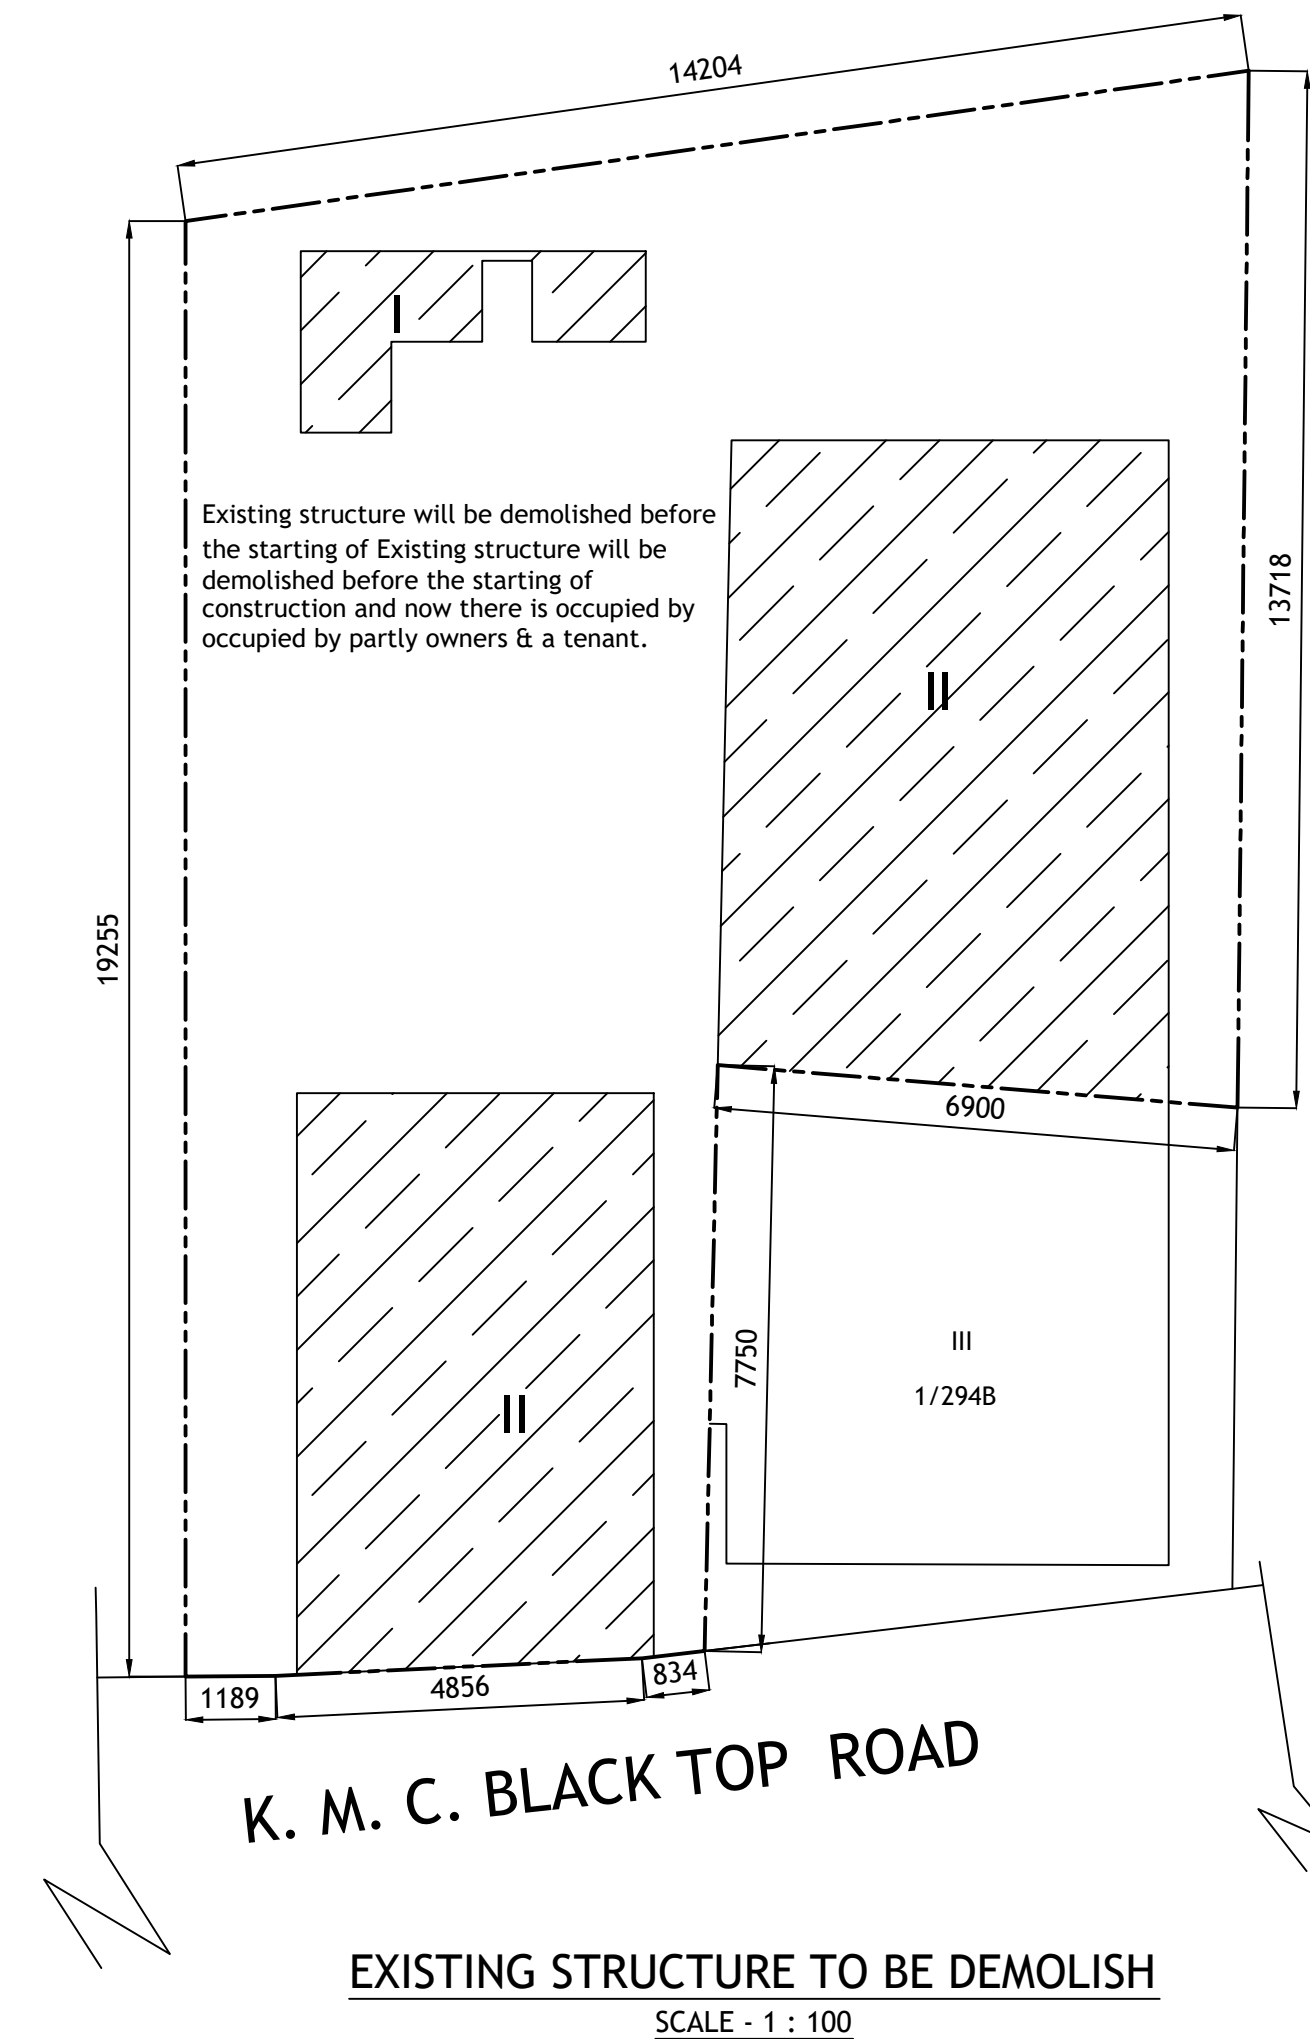 14204
I
Existing structure will be demolished before
the starting of Existing structure will be
demolished before the starting of
construction and now there is occupied by
occupied by partly owners & a tenant.
II
13718
19255
6900
7750
III
1/294B
II
1189
4856
834
K. M. C. BLACK TOP ROAD
EXISTING STRUCTURE TO BE DEMOLISH
SCALE - 1 : 100